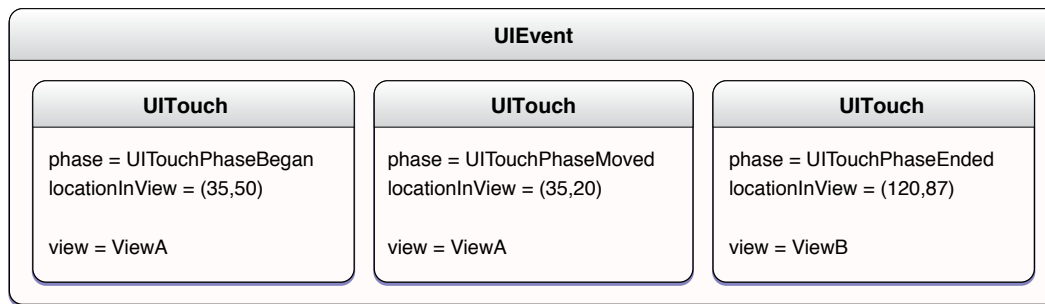 UIEvent
UITouch
phase = UITouchPhaseBegan
locationInView = (35,50)
view = ViewA
UITouch
phase = UITouchPhaseMoved
locationInView = (35,20)
view = ViewA
UITouch
phase = UITouchPhaseEnded
locationInView = (120,87)
view = ViewB